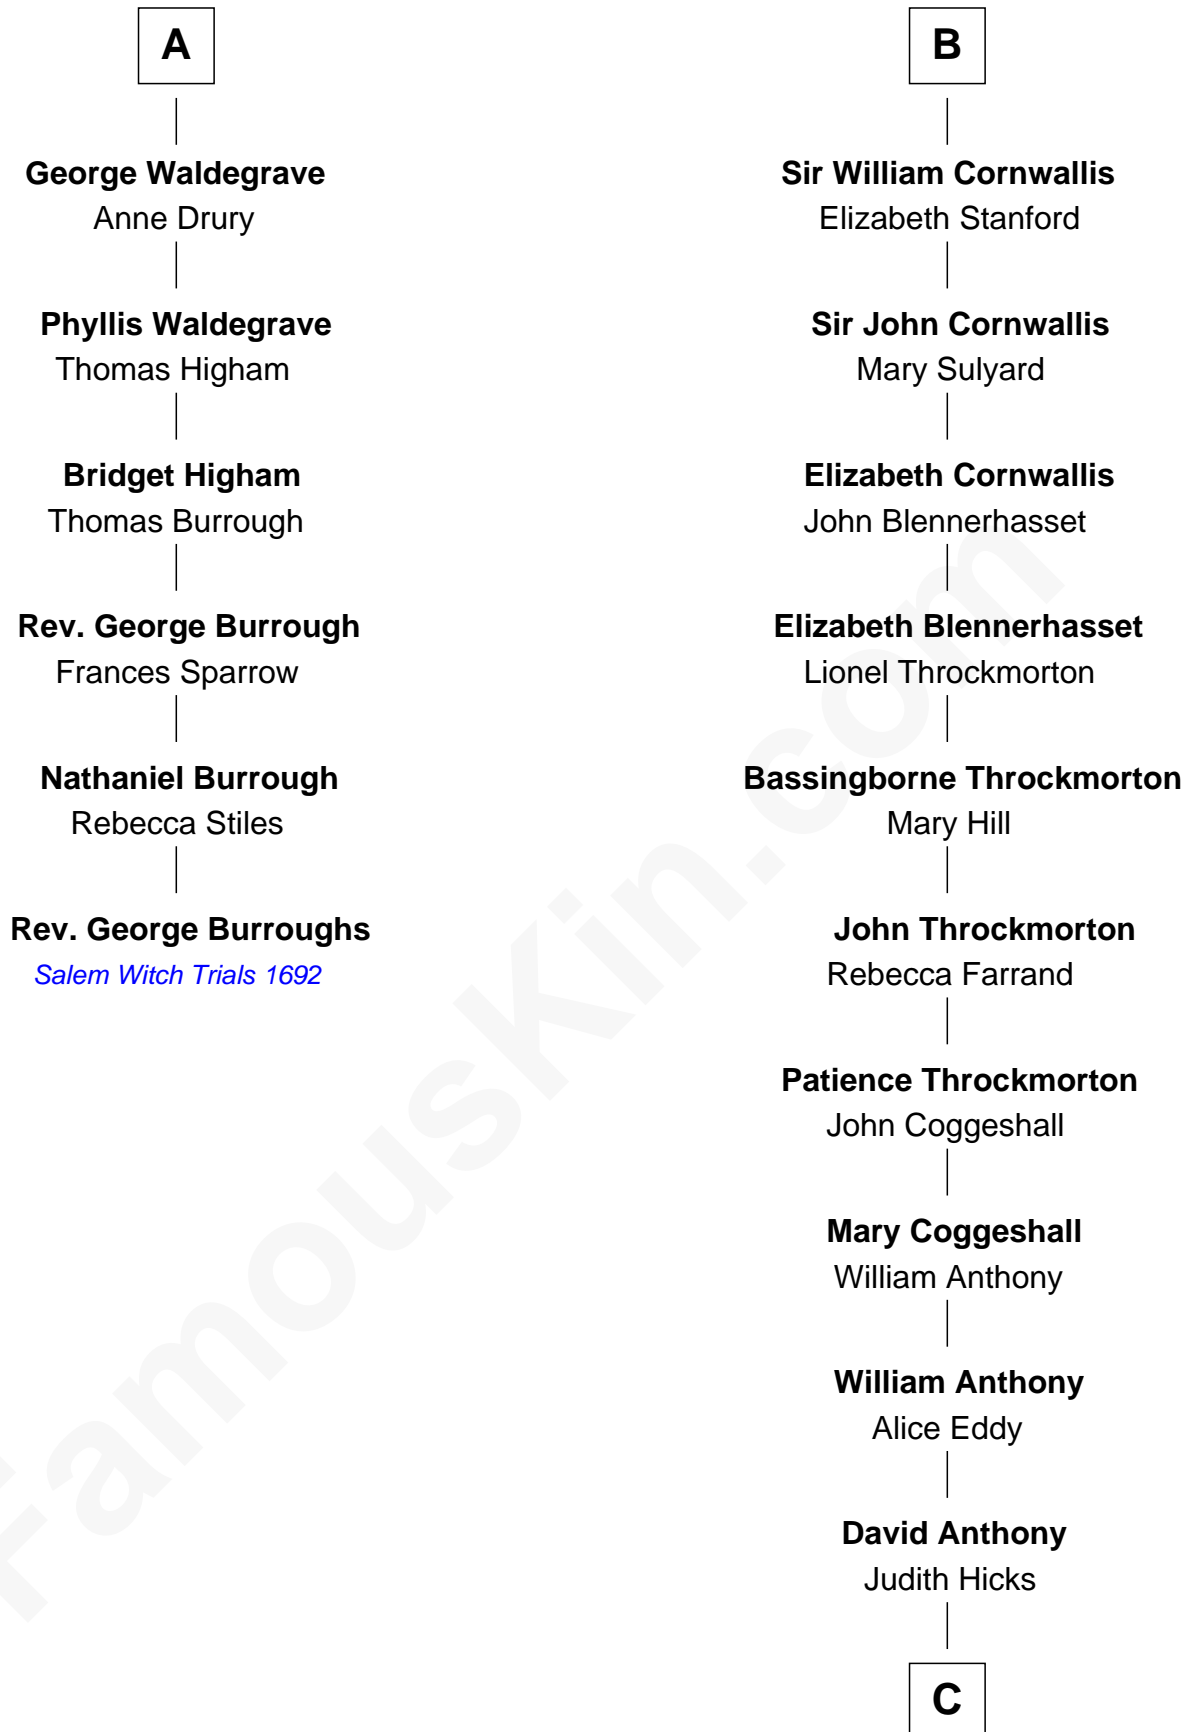 A
George Waldegrave
Anne Drury
Phyllis Waldegrave
Thomas Higham
Bridget Higham
Thomas Burrough
Rev. George Burrough
Frances Sparrow
Nathaniel Burrough
Rebecca Stiles
Rev. George Burroughs
Salem Witch Trials 1692
B
Sir William Cornwallis
Elizabeth Stanford
Sir John Cornwallis
Mary Sulyard
Elizabeth Cornwallis
John Blennerhasset
Elizabeth Blennerhasset
Lionel Throckmorton
Bassingborne Throckmorton
Mary Hill
John Throckmorton
Rebecca Farrand
Patience Throckmorton
John Coggeshall
Mary Coggeshall
William Anthony
William Anthony
Alice Eddy
David Anthony
Judith Hicks
C
FamousKin.com